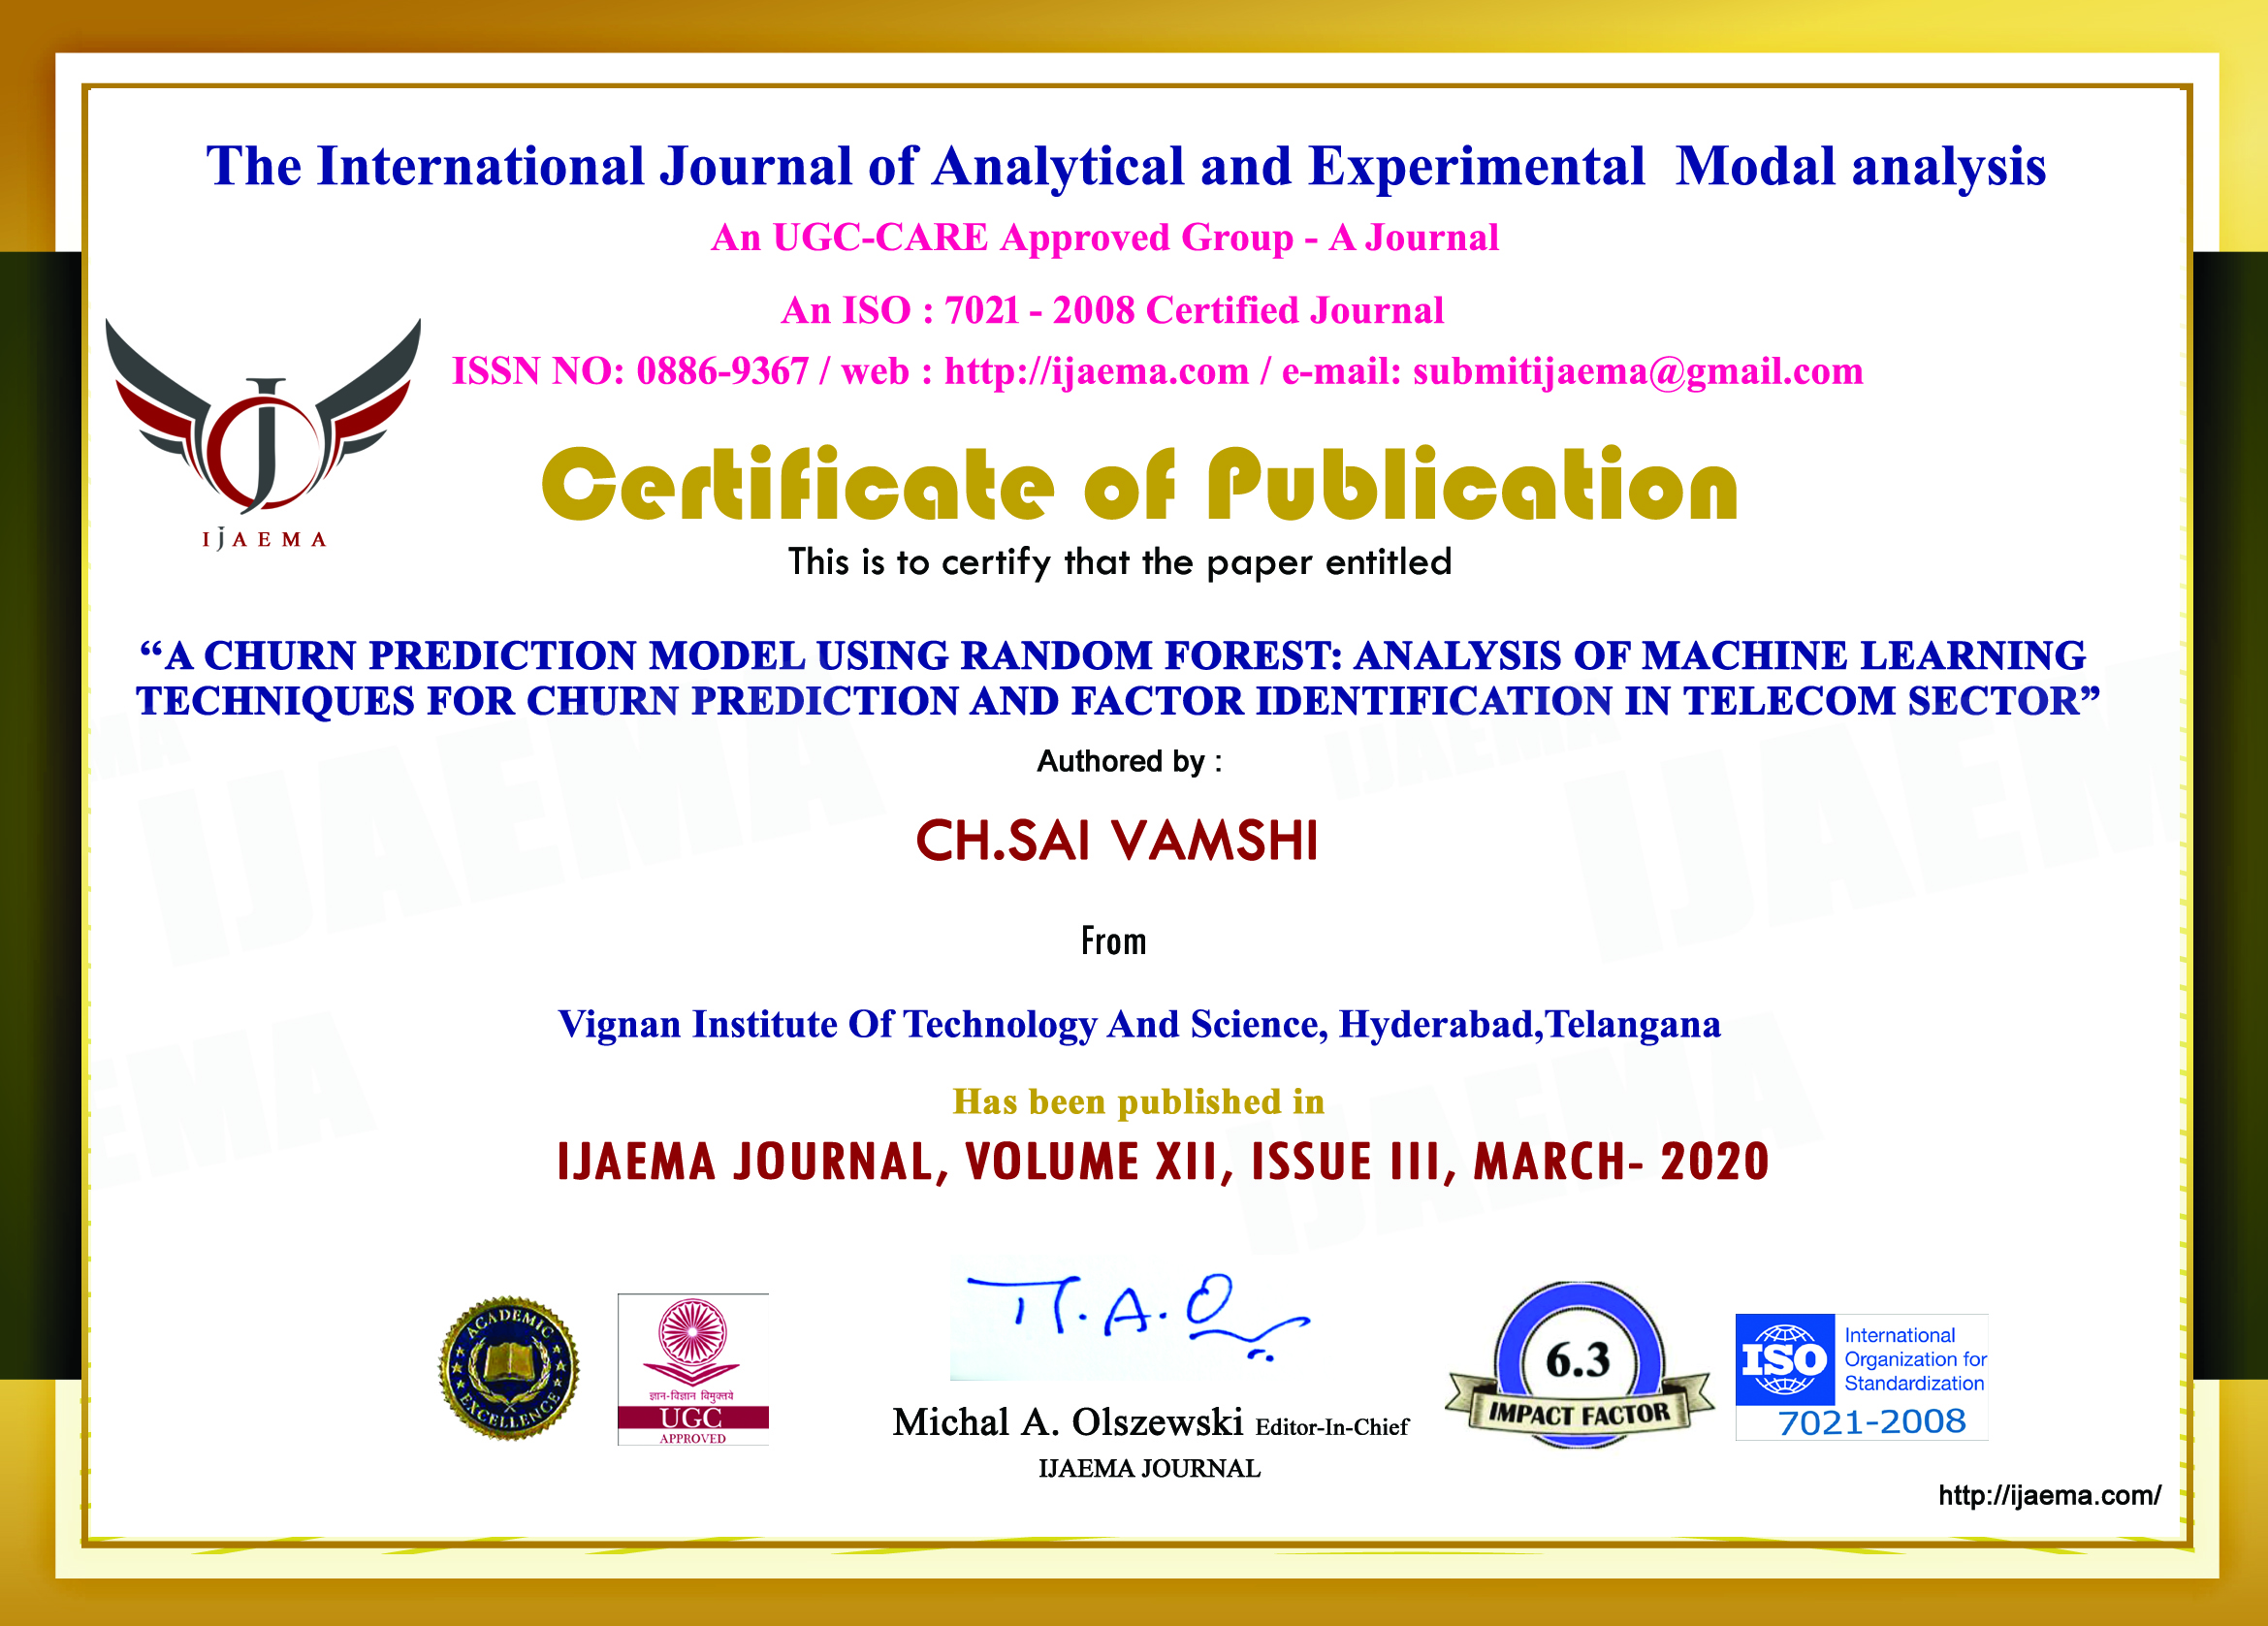 The International Journal of Analytical and Experimental Modal analysis
An UGC-CARE Approved Group - A Journal
An ISO : 7021 - 2008 Certified Journal
ISSN NO: 0886-9367 / web : http://ijaema.com / e-mail: submitijaema@gmail.com
IJAEMA
Certificate of Publication
This is to certify that the paper entitled
“A CHURN PREDICTION MODEL USING RANDOM FOREST: ANALYSIS OF MACHINE LEARNING
TECHNIQUES FOR CHURN PREDICTION AND FACTOR IDENTIFICATION IN TELECOM SECTOR”
Authored by :
CH.SAI VAMSHI
From
Vignan Institute Of Technology And Science, Hyderabad,Telangana
Has been published in
IJAEMA JOURNAL, VOLUME XII, ISSUE III, MARCH- 2020
ACADEMIC
EXCELLENCE
ज्ञान-विज्ञान विमुक्तये
UGC
APPROVED
M.A.O
Michal A. Olszewski Editor-In-Chief
IJAEMA JOURNAL
6.3
IMPACT FACTOR
ISO
International
Organization for
Standardization
7021-2008
http://ijaema.com/
IJAEMA
IJAEMA
IJAEMA
IJAEMA